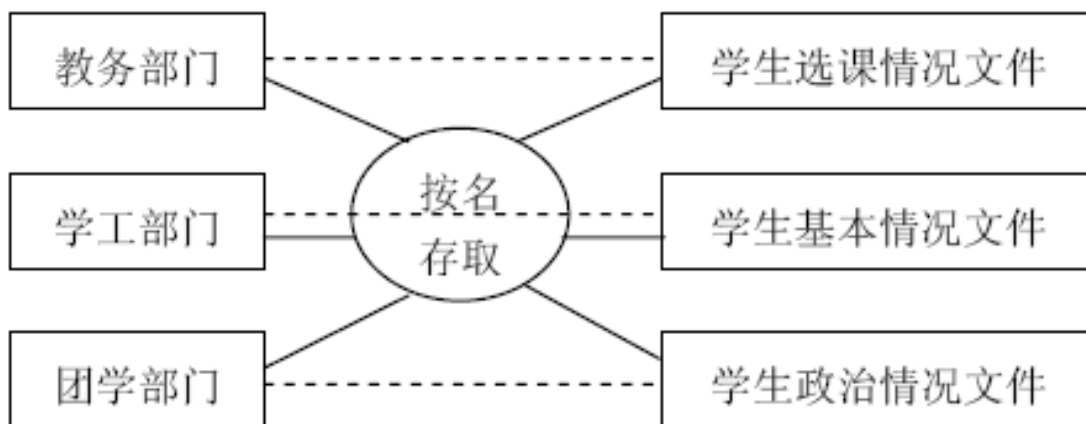 教务部门
学生选课情况文件
按名
存取
学工部门
学生基本情况文件
团学部门
学生政治情况文件